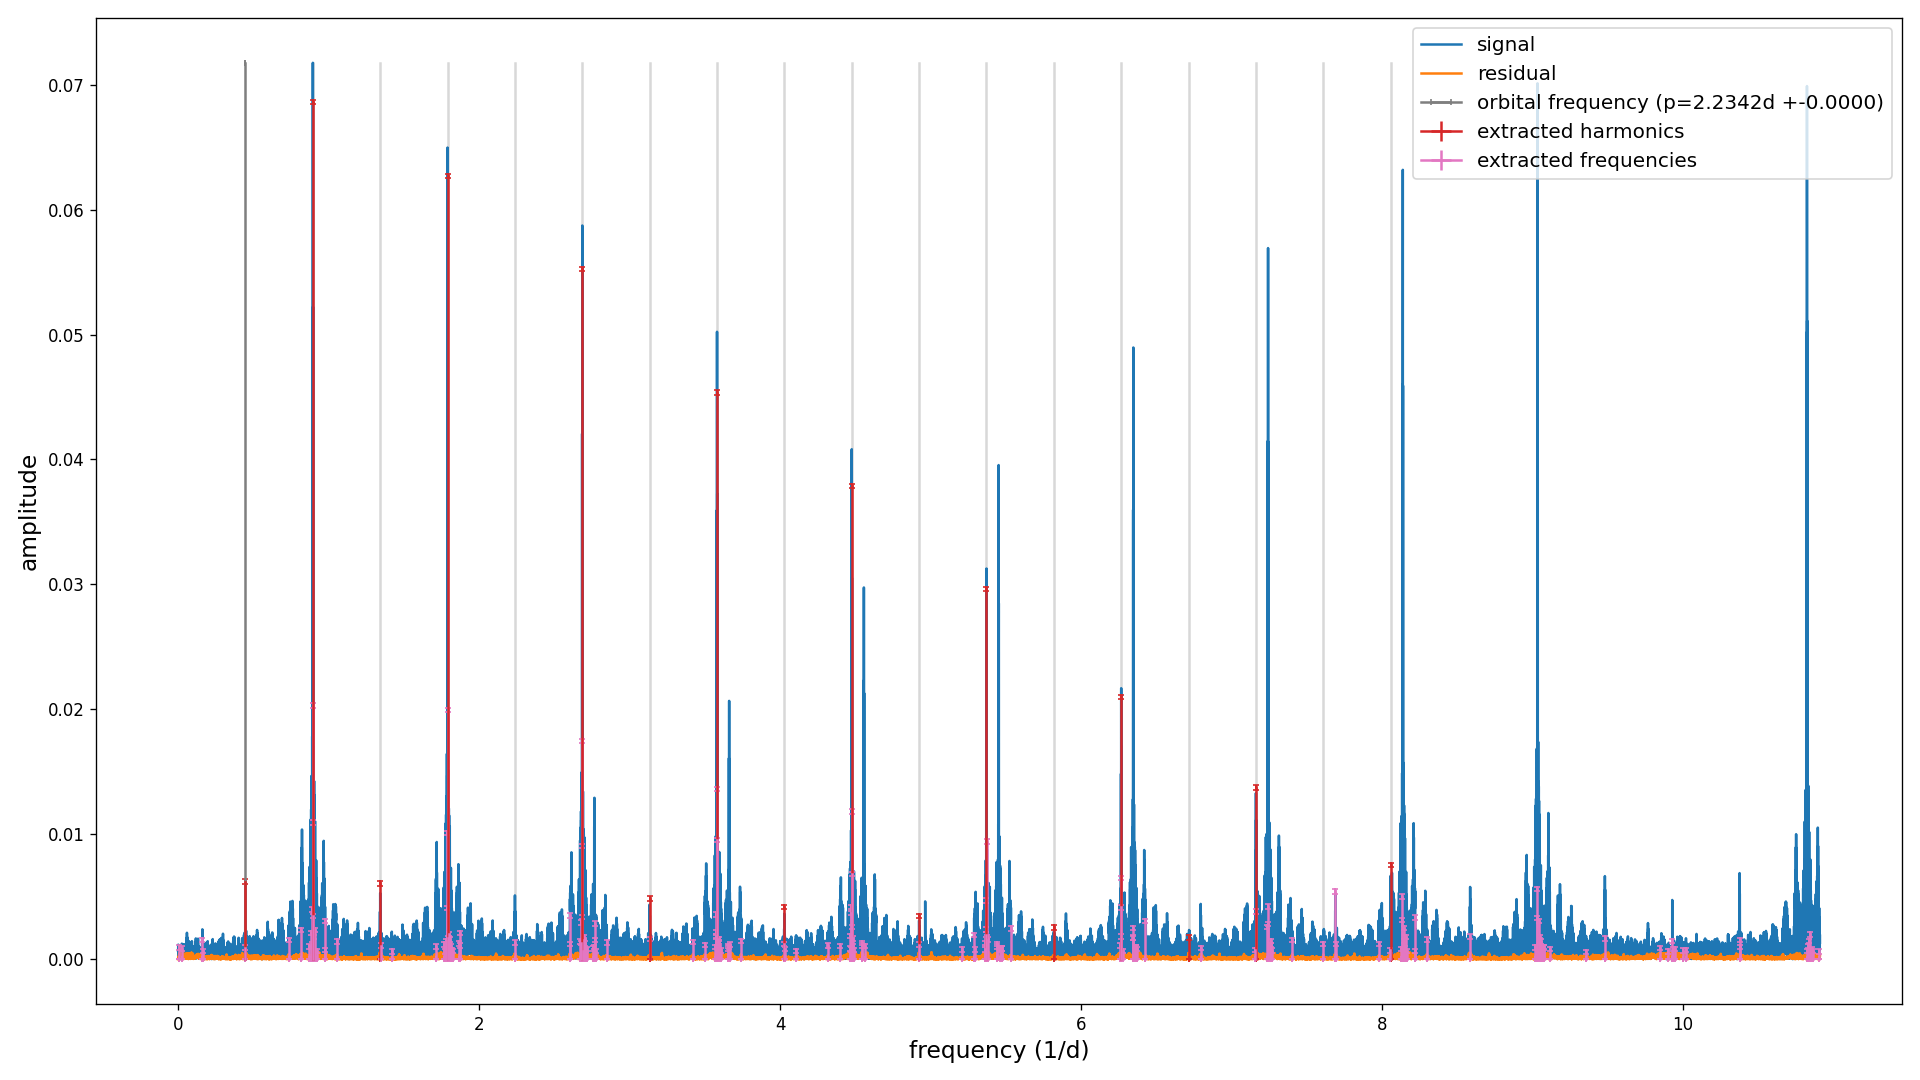 signal
residual
orbital frequency (p=2.2342d +-0.0000)
extracted harmonics
extracted frequencies
0.07
0.06
0.05
0.04
0.03
0.02
0.01
0.00
amplitude
0 2 4 6 8 10
frequency (1/d)